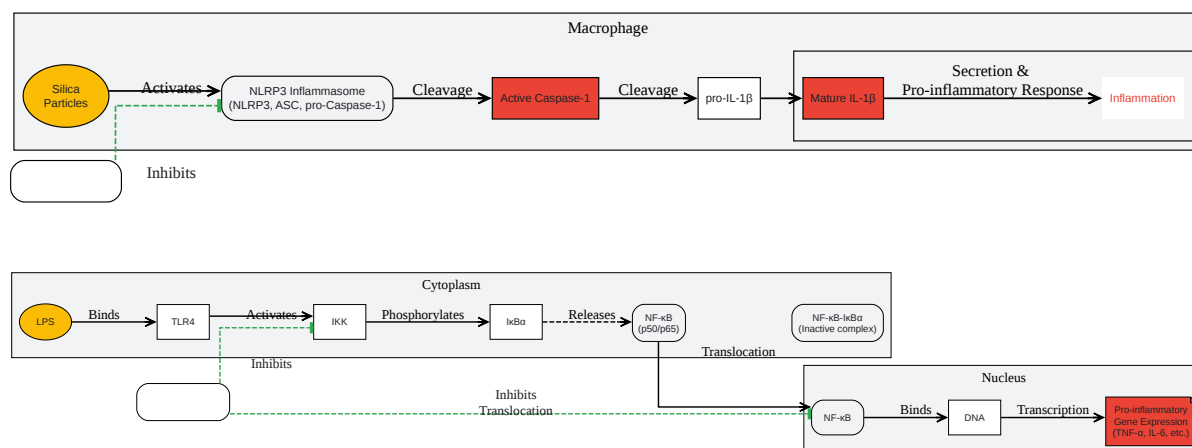 Macrophage
Silica
Particles
Activates
NLRP3 Inflammasome
(NLRP3, ASC, pro-Caspase-1)
Cleavage
Active Caspase-1
Cleavage
pro-IL-1β
Mature IL-1β
Secretion &
Pro-inflammatory Response
Inflammation
Inhibits
Cytoplasm
LPS
Binds
TLR4
Activates
IKK
Phosphorylates
IκBα
Releases
NF-κB
(p50/p65)
NF-κB-IκBα
(Inactive complex)
Inhibits
Translocation
Nucleus
Inhibits
Translocation
NF-κB
Binds
DNA
Transcription
Pro-inflammatory
Gene Expression
(TNF-α, IL-6, etc.)